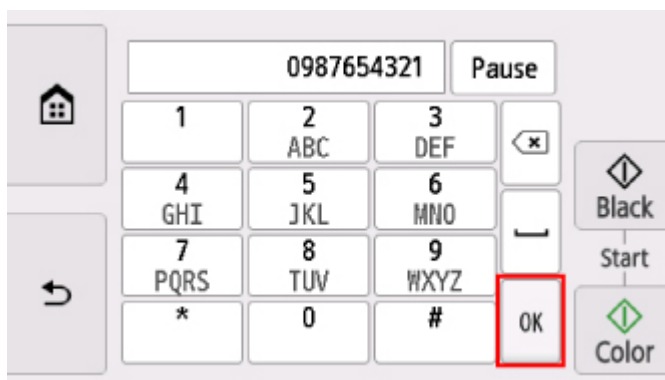 0987654321 Pause
1 2 3
ABC DEF
4 5 6
GHI JKL MNO
Black
7 8 9
PQRS TUV WXYZ
Start
* 0 #
OK
Color